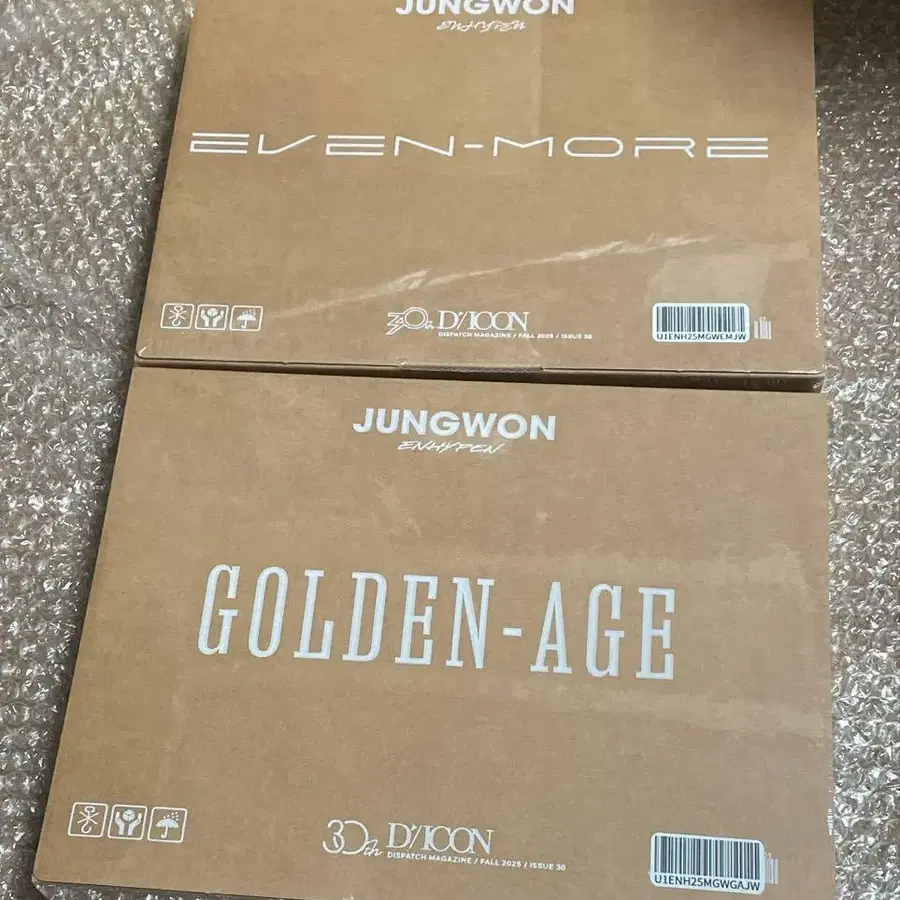 JUNGWON
ENHYPEN
EVEN-MORE
30th D/ICON
DISPATCH MAGAZINE / FALL 2025 / ISSUE 30
U1ENH25MGWEMJW
JUNGWON
ENHYPEN
GOLDEN-AGE
30th D/ICON
DISPATCH MAGAZINE / FALL 2025 / ISSUE 30
U1ENH25MGWGAJW